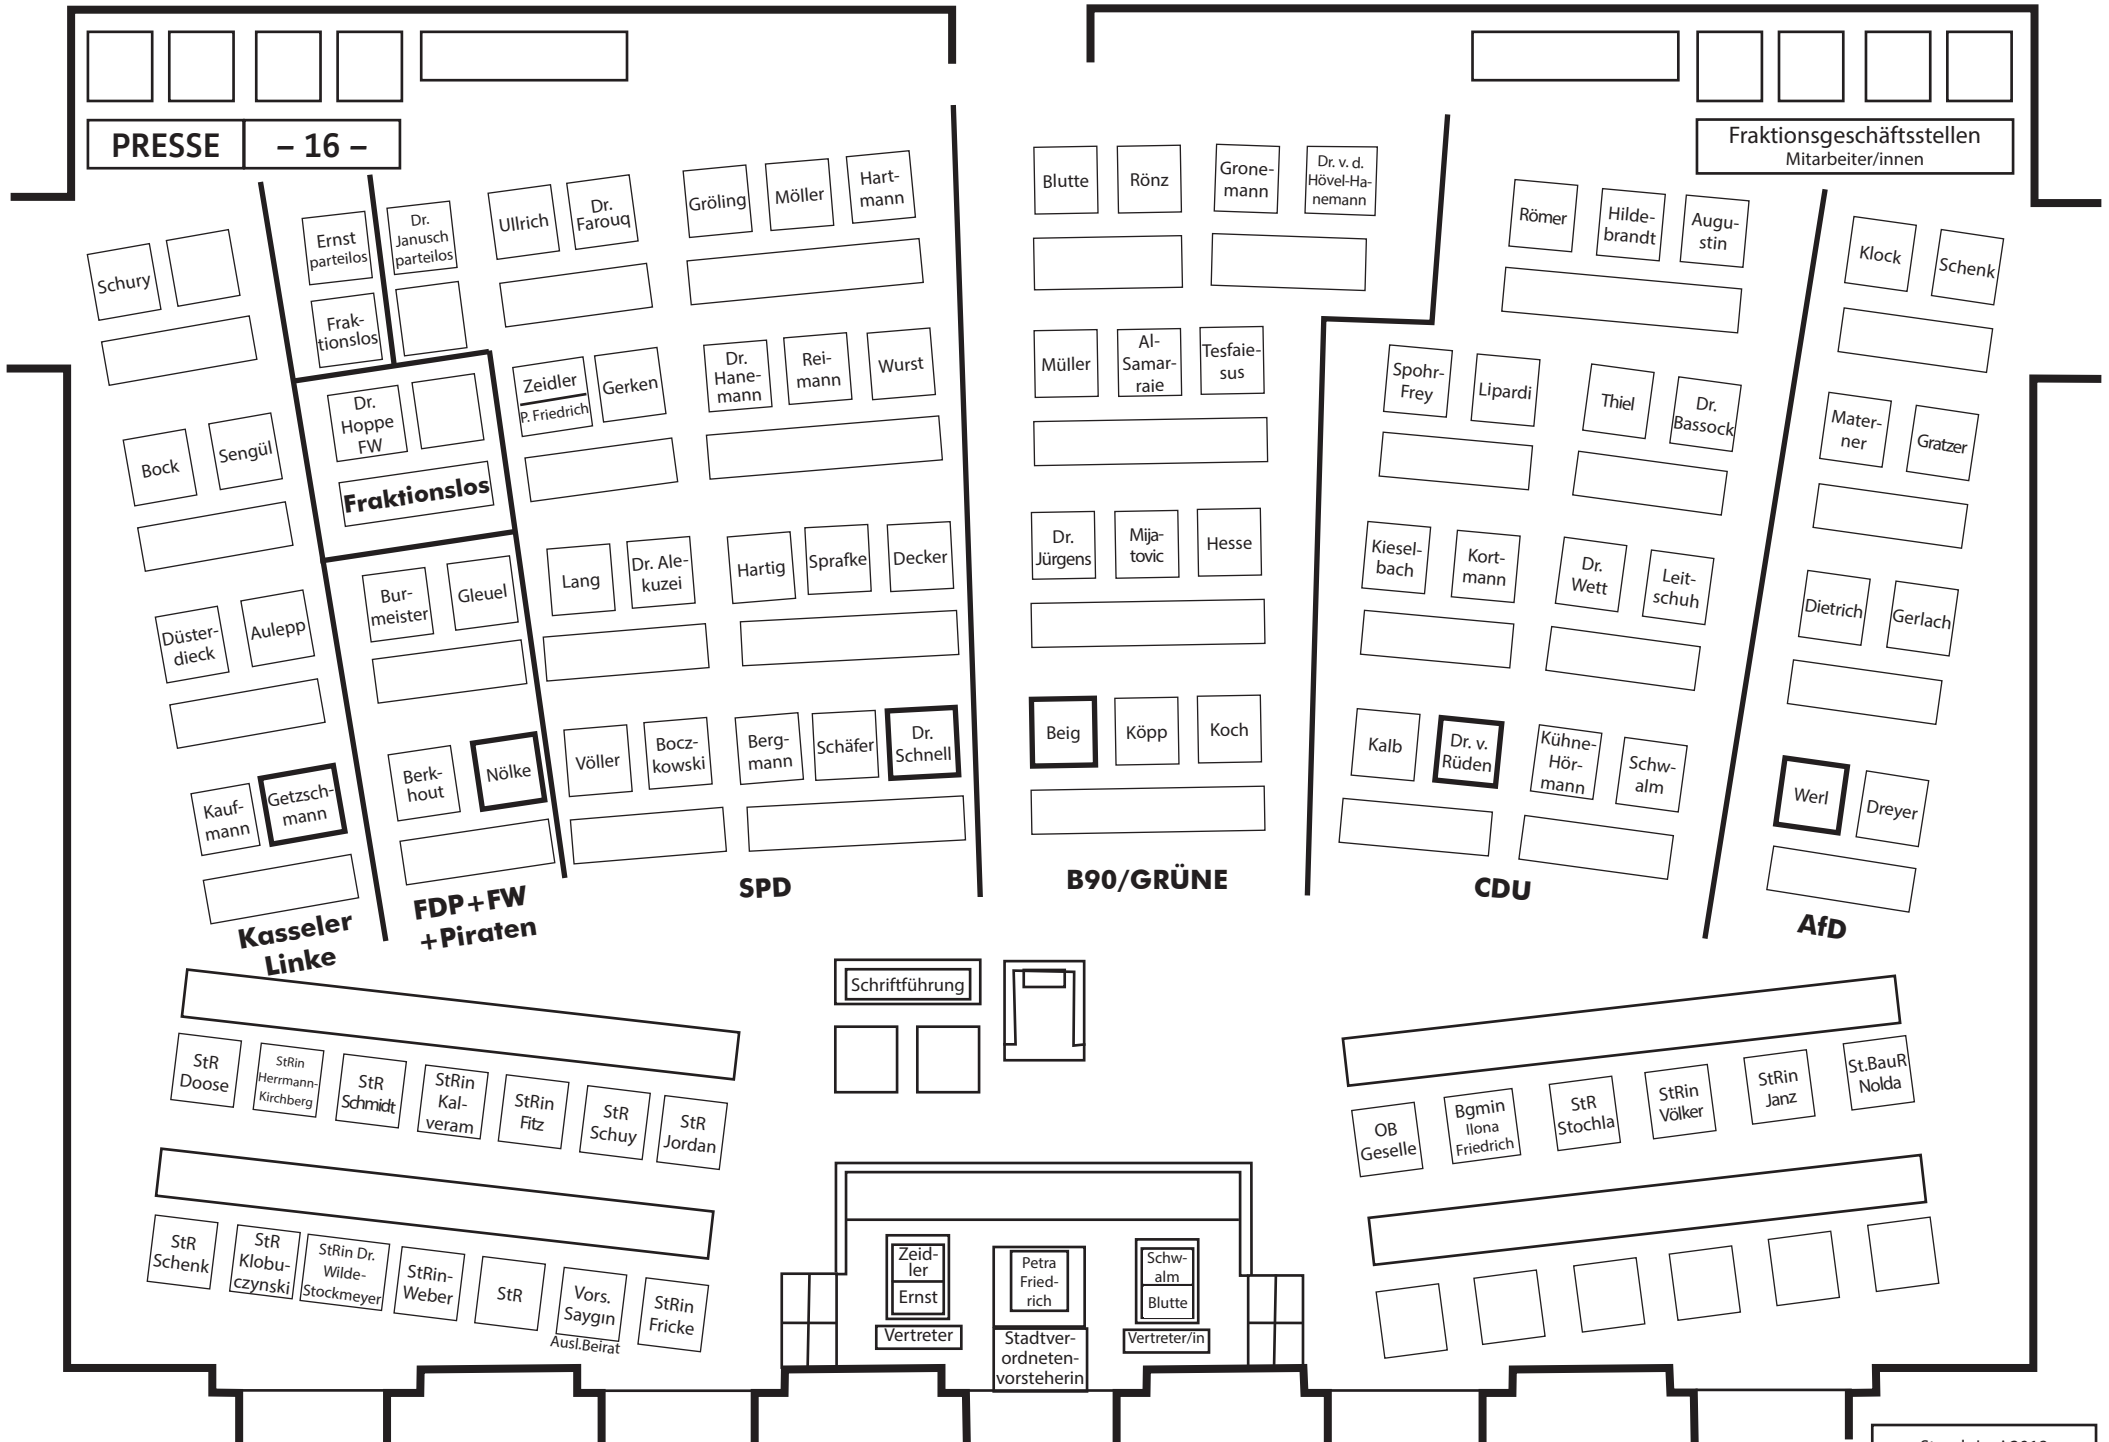 PRESSE
– 16 –
Fraktionsgeschäftsstellen
Mitarbeiter/innen
Schury
Ernst
parteilos
Dr.
Janusch
parteilos
Ullrich
Dr.
Farouq
Gröling
Möller
Hart-
mann
Blutte
Rönz
Grone-
mann
Dr. v. d.
Hövel-Ha-
nemann
Römer
Hilde-
brandt
Augu-
stin
Klock
Schenk
Frak-
tionslos
Bock
Sengül
Dr.
Hoppe
FW
Fraktionslos
Zeidler
P. Friedrich
Gerken
Dr.
Hane-
mann
Rei-
mann
Wurst
Müller
Al-
Samar-
raie
Tesfaie-
sus
Spohr-
Frey
Lipardi
Thiel
Dr.
Bassock
Mater-
ner
Gratzer
Düster-
dieck
Aulepp
Bur-
meister
Gleuel
Lang
Dr. Ale-
kuzei
Hartig
Sprafke
Decker
Dr.
Jürgens
Mija-
tovic
Hesse
Kiesel-
bach
Kort-
mann
Dr.
Wett
Leit-
schuh
Dietrich
Gerlach
Kauf-
mann
Getzsch-
mann
Berk-
hout
Nölke
Völler
Bocz-
kowski
Berg-
mann
Schäfer
Dr.
Schnell
Beig
Köpp
Koch
Kalb
Dr. v.
Rüden
Kühne-
Hör-
mann
Schw-
alm
Werl
Dreyer
Kasseler
Linke
FDP+FW
+Piraten
SPD
B90/GRÜNE
CDU
AfD
Schriftführung
StR
Doose
StRin
Herrmann-
Kirchberg
StR
Schmidt
StRin
Kal-
veram
StRin
Fitz
StR
Schuy
StR
Jordan
OB
Geselle
Bgmin
Ilona
Friedrich
StR
Stochla
StRin
Völker
StRin
Janz
St.BauR
Nolda
StR
Schenk
StR
Klobu-
czynski
StRin Dr.
Wilde-
Stockmeyer
StRin-
Weber
StR
Vors.
Saygın
Ausl.Beirat
StRin
Fricke
Zeid-
ler
Ernst
Vertreter
Petra
Fried-
rich
Stadtver-
ordneten-
vorsteherin
Schw-
alm
Blutte
Vertreter/in